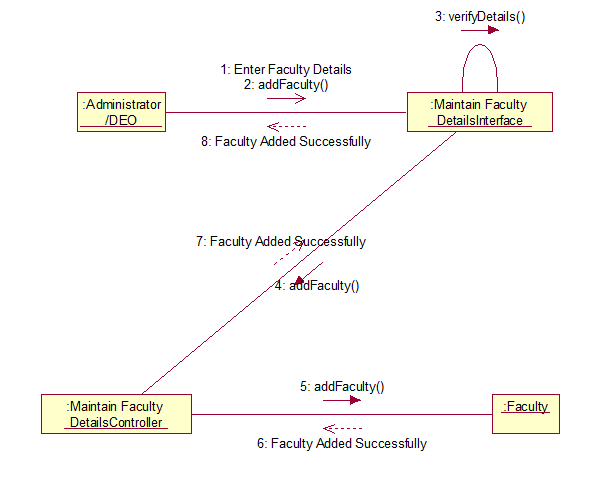 3: verifyDetails()
1: Enter Faculty Details
2: addFaculty()
:Administrator
/DEO
:Maintain Faculty
DetailsInterface
8: Faculty Added Successfully
7: Faculty Added Successfully
4: addFaculty()
5: addFaculty()
:Maintain Faculty
DetailsController
:Faculty
6: Faculty Added Successfully